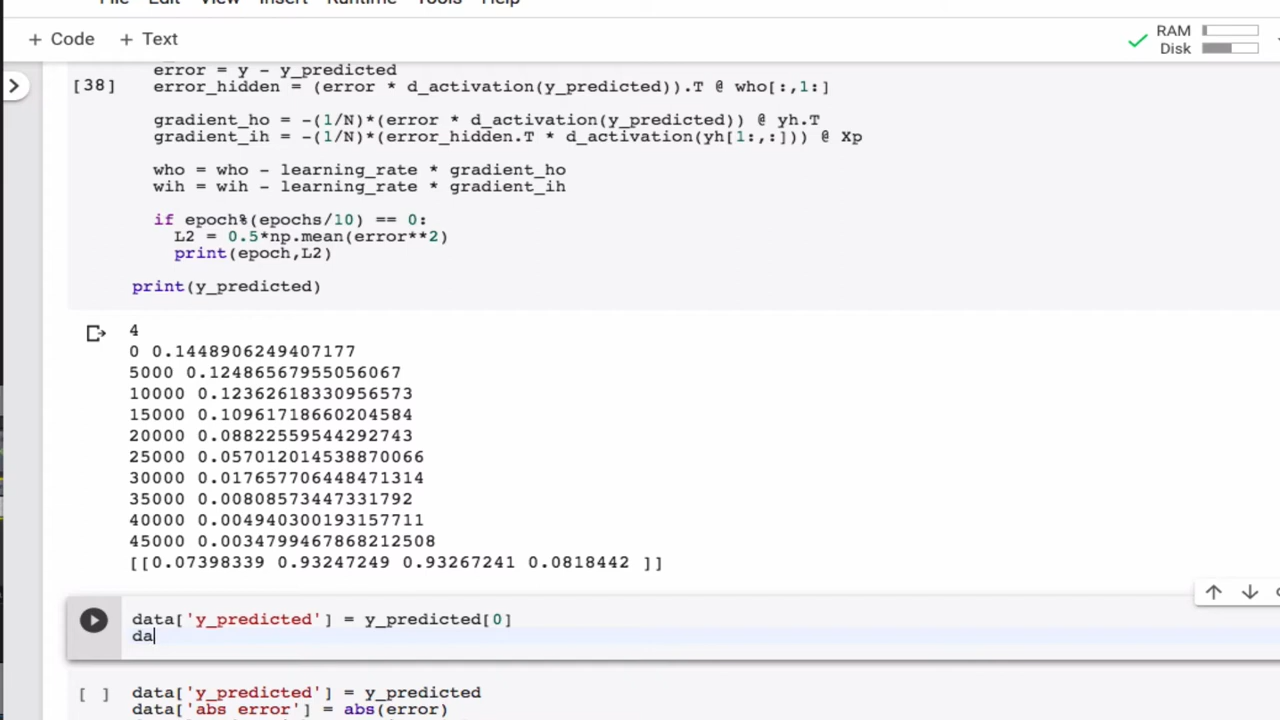 File Edit View Insert Runtime Tools Help
+ Code + Text
RAM
Disk
error = y - y_predicted
[38] error_hidden = (error * d_activation(y_predicted)).T @ who[:,1:]
gradient_ho = -(1/N)*(error * d_activation(y_predicted)) @ yh.T
gradient_ih = -(1/N)*(error_hidden.T * d_activation(yh[1:,:])) @ Xp
who = who - learning_rate * gradient_ho
wih = wih - learning_rate * gradient_ih
if epoch%(epochs/10) == 0:
L2 = 0.5*np.mean(error**2)
print(epoch,L2)
print(y_predicted)
4
0 0.1448906249407177
5000 0.12486567955056067
10000 0.12362618330956573
15000 0.10961718660204584
20000 0.08822559544292743
25000 0.057012014538870066
30000 0.017657706448471314
35000 0.008085734473 31792
40000 0.004940300193157711
45000 0.0034799467868212508
[[0.07398339 0.93247249 0.93267241 0.0818442 ]]
data['y_predicted'] = y_predicted[0]
da
[ ] data['y_predicted'] = y_predicted
data['abs error'] = abs(error)